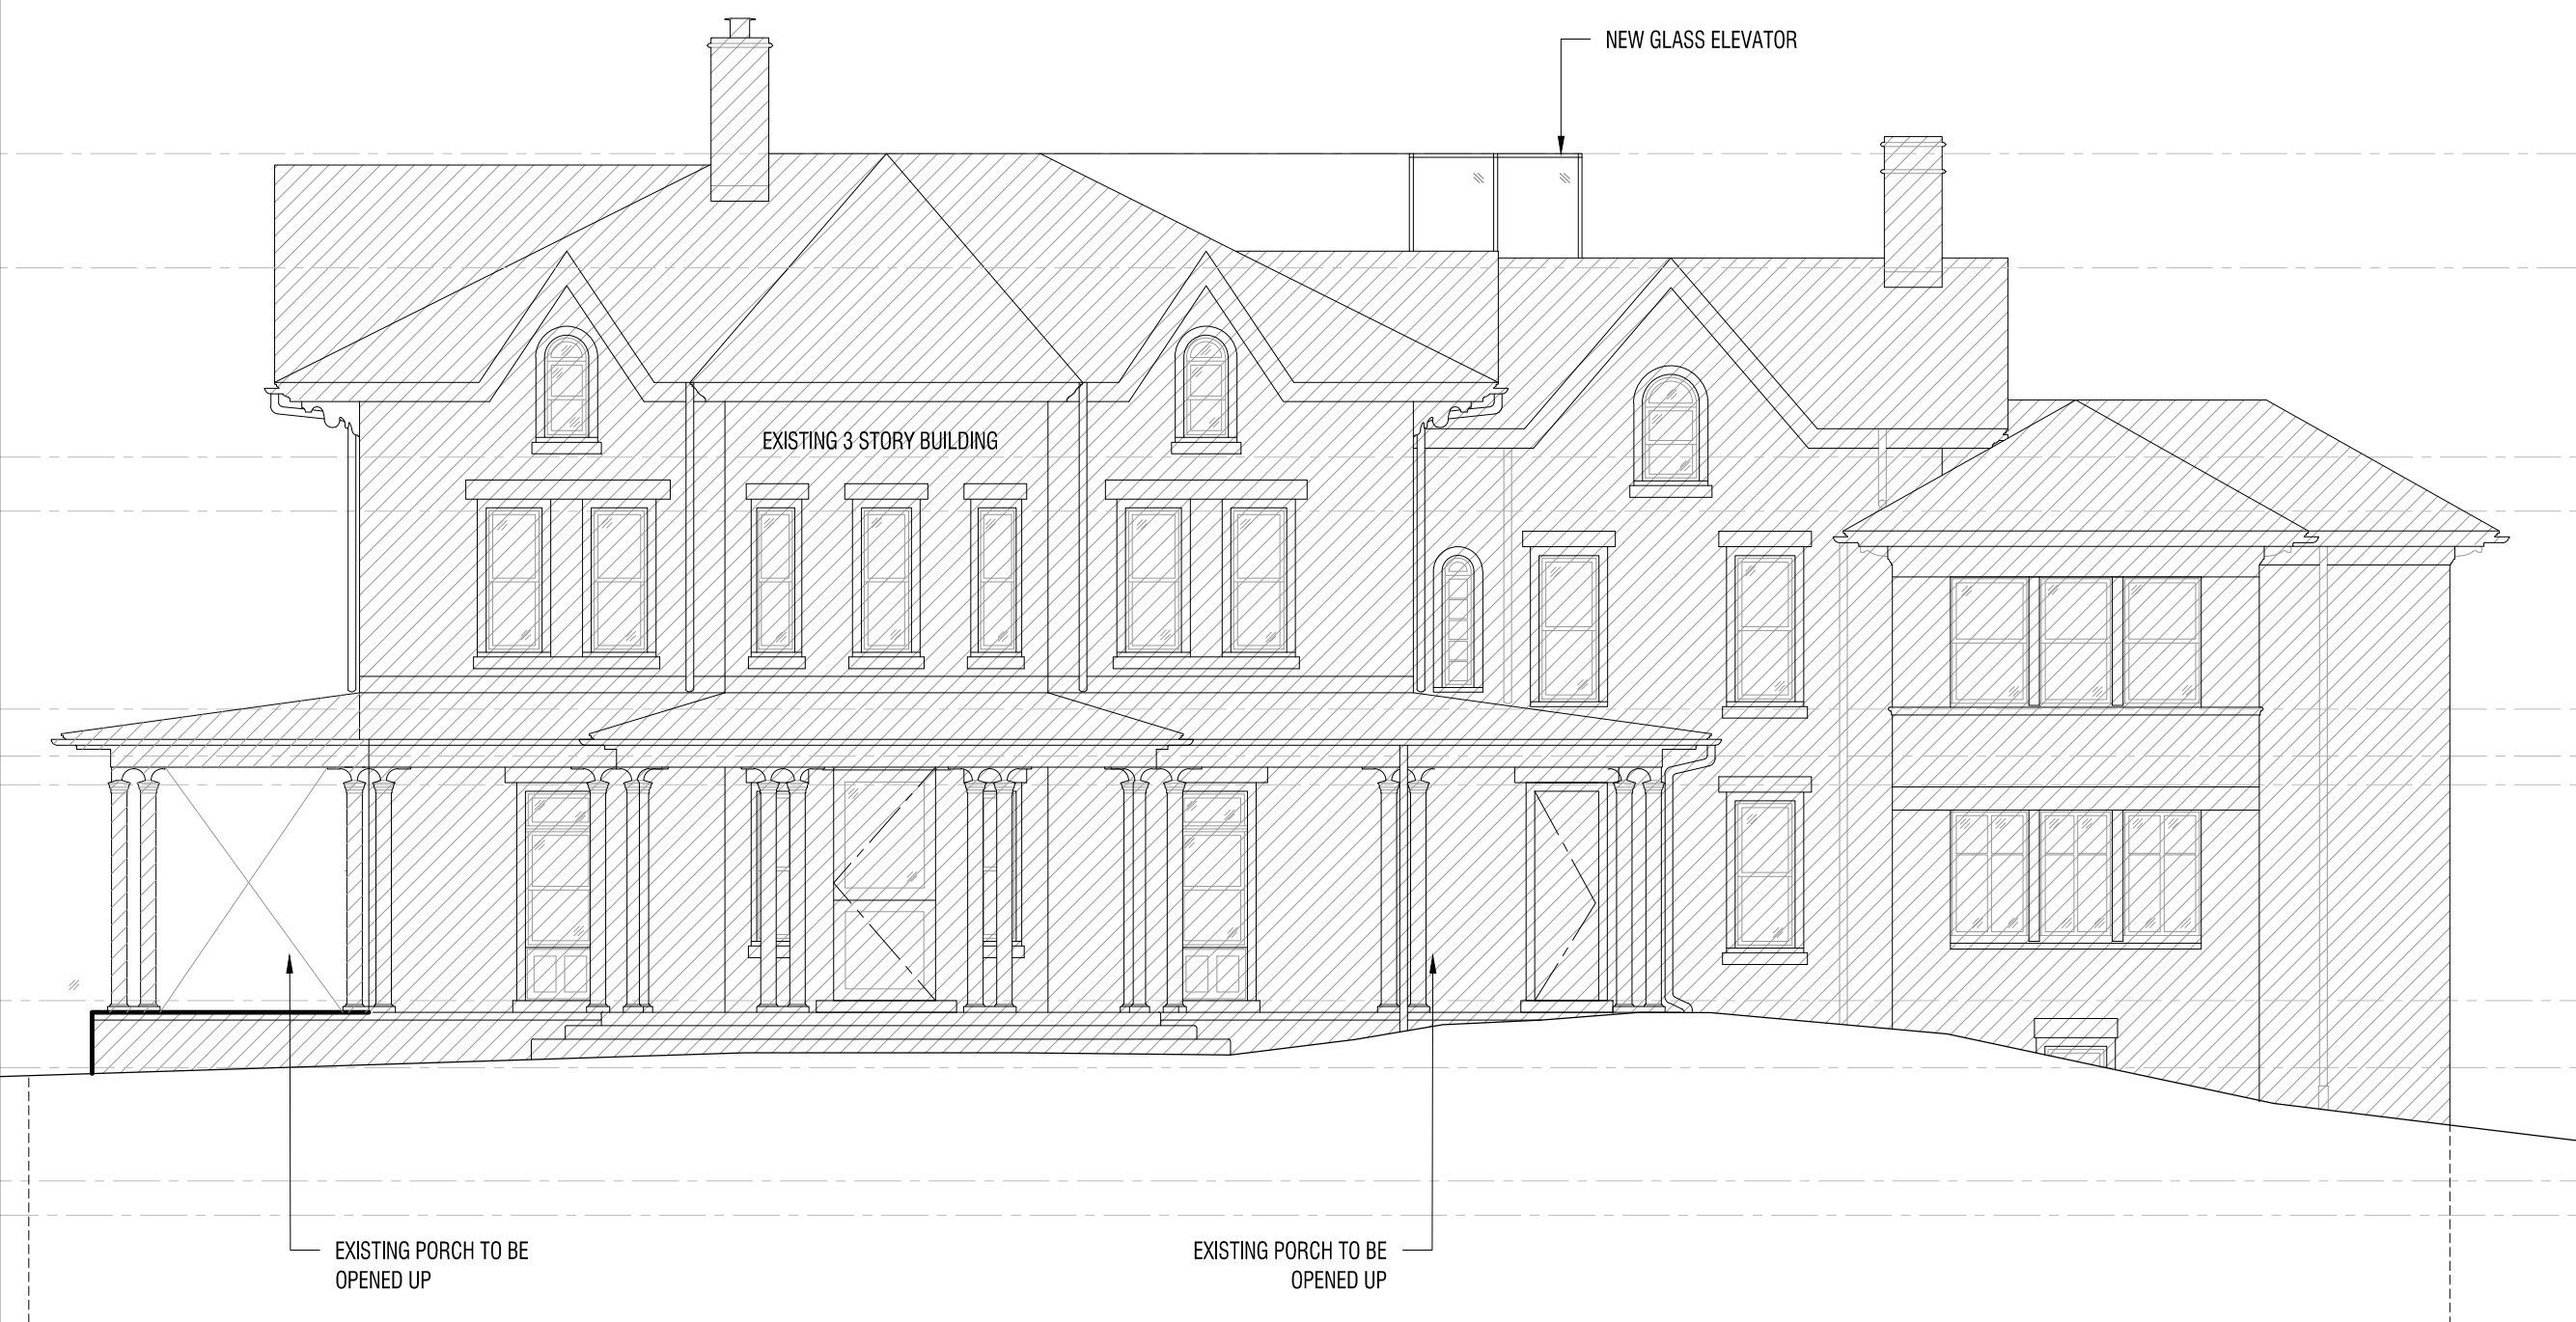 NEW GLASS ELEVATOR
EXISTING 3 STORY BUILDING
EXISTING PORCH TO BE
OPENED UP
EXISTING PORCH TO BE
OPENED UP